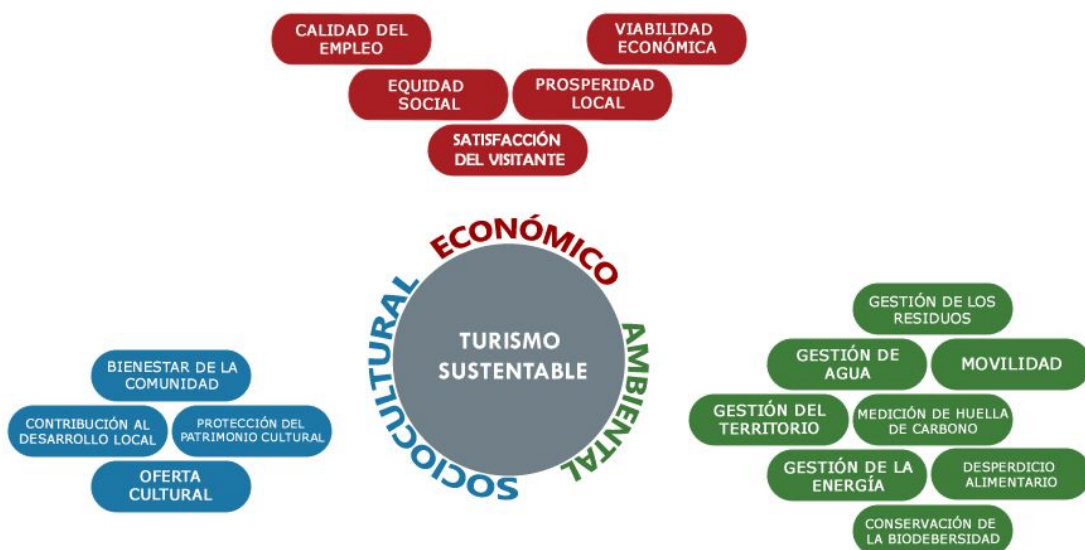 CALIDAD DEL
EMPLEO
VIABILIDAD
ECONÓMICA
EQUIDAD
SOCIAL
PROSPERIDAD
LOCAL
SATISFACCIÓN
DEL VISITANTE
ECONÓMICO
SOCIOCULTURAL
AMBIENTAL
TURISMO
SUSTENTABLE
BIENESTAR DE LA
COMUNIDAD
CONTRIBUCIÓN AL
DESARROLLO LOCAL
PROTECCIÓN DEL
PATRIMONIO CULTURAL
OFERTA
CULTURAL
GESTIÓN DE LOS
RESIDUOS
GESTIÓN DE
AGUA
MOVILIDAD
GESTIÓN DEL
TERRITORIO
MEDICIÓN DE HUELLA
DE CARBONO
GESTIÓN DE LA
ENERGÍA
DESPERDICIO
ALIMENTARIO
CONSERVACIÓN DE
LA BIODEBERSIDAD